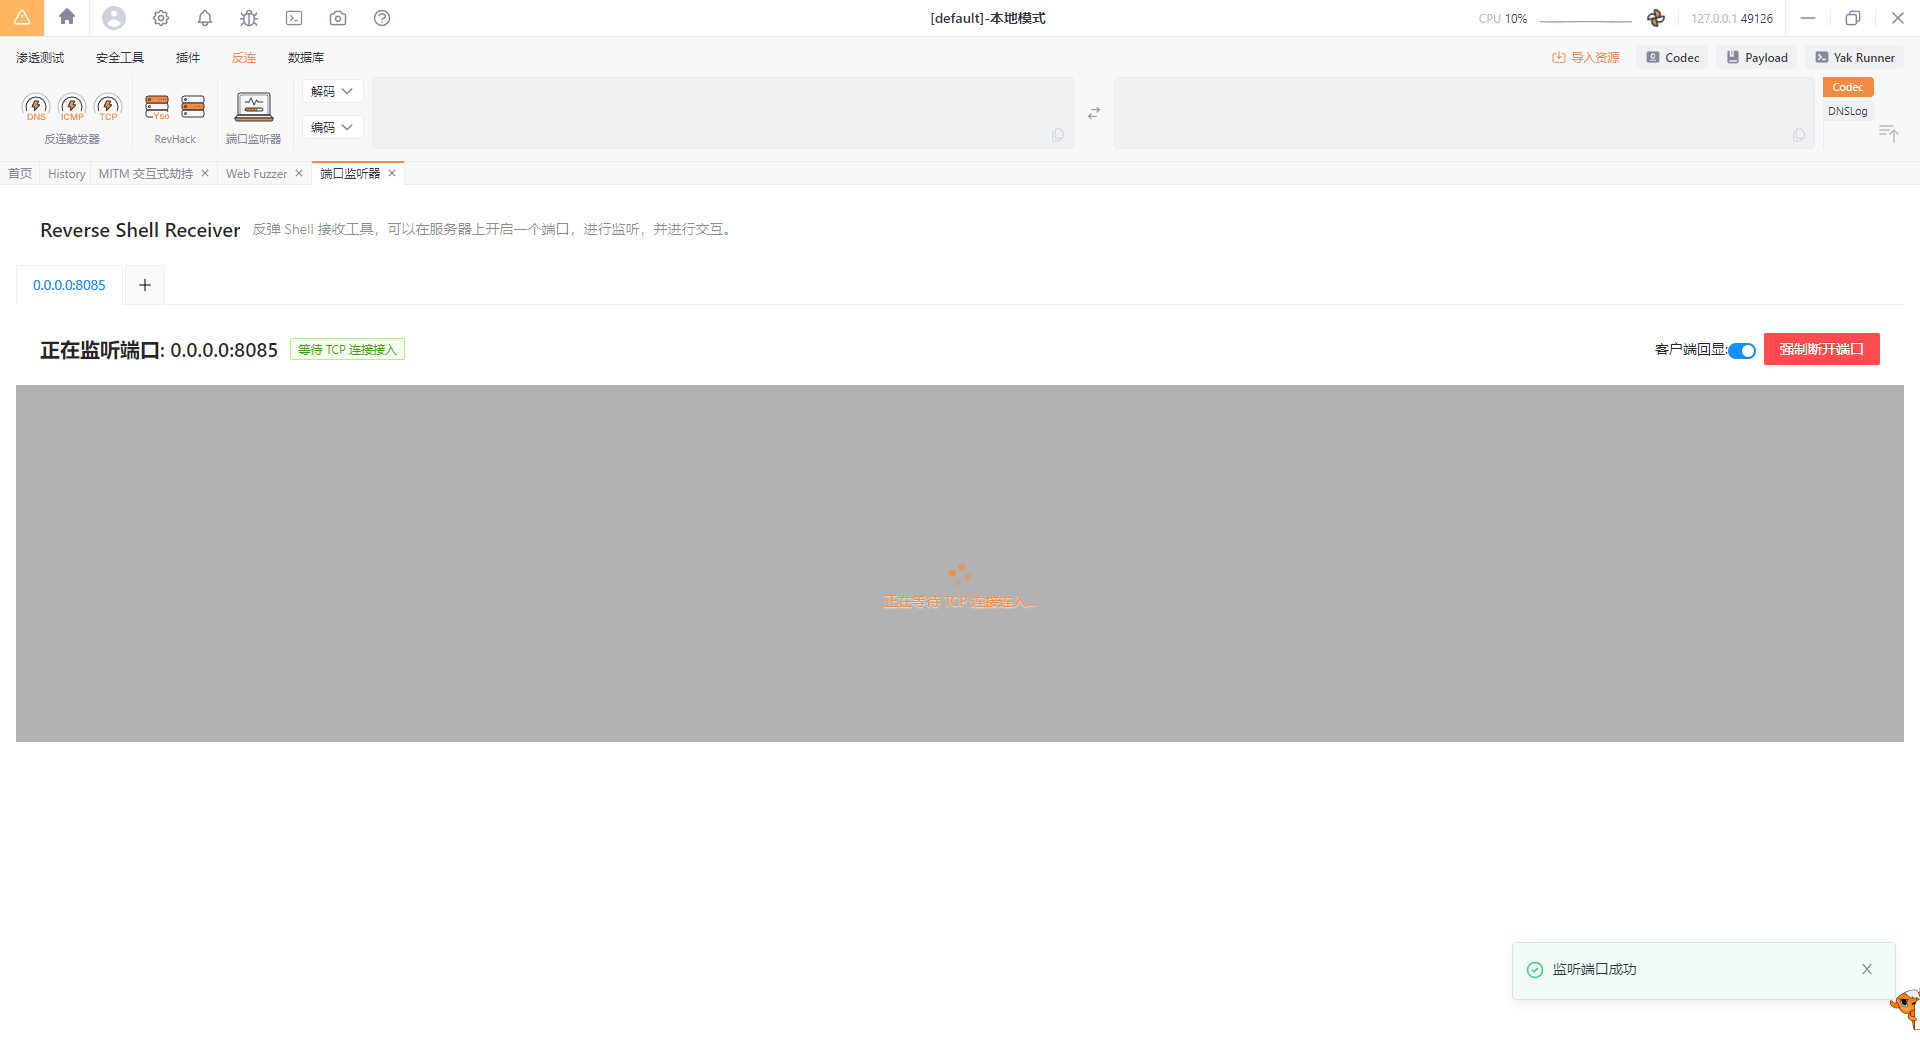 [default]-本地模式
CPU 10%
127.0.0.1 49126
渗透测试 安全工具 插件 反连 数据库
导入资源 Codec Payload Yak Runner
DNS ICMP TCP
反连触发器
Yso
RevHack
端口监听器
解码
编码
Codec
DNSLog
首页 History MITM 交互式劫持 Web Fuzzer 端口监听器
Reverse Shell Receiver 反弹 Shell 接收工具，可以在服务器上开启一个端口，进行监听，并进行交互。
0.0.0.0:8085
正在监听端口: 0.0.0.0:8085 等待 TCP 连接接入
客户端回显: 强制断开端口
正在等待 TCP 连接连入...
监听端口成功